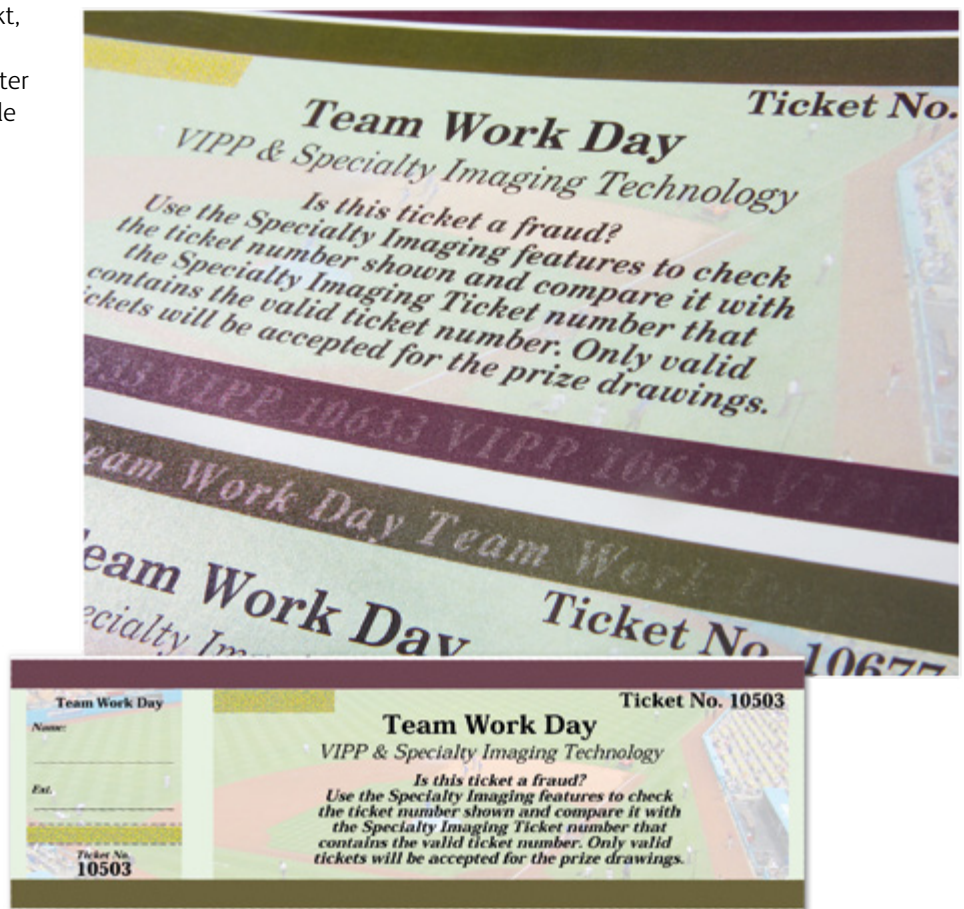 kt,
ter
le
Ticket No.
Team Work Day
VIPP & Specialty Imaging Technology
Is this ticket a fraud?
Use the Specialty Imaging features to check
the ticket number shown and compare it with
the Specialty Imaging Ticket number that
contains the valid ticket number. Only valid
ickets will be accepted for the prize drawings.
633 VIPP 10633 VIPP 10633 VIPP
eam Work Day Team Work Day
eam Work Day
ecialty Im
Ticket No. 10677
Team Work Day
Name:
Ext.
Ticket No.
10503
Ticket No. 10503
Team Work Day
VIPP & Specialty Imaging Technology
Is this ticket a fraud?
Use the Specialty Imaging features to check
the ticket number shown and compare it with
the Specialty Imaging Ticket number that
contains the valid ticket number. Only valid
tickets will be accepted for the prize drawings.